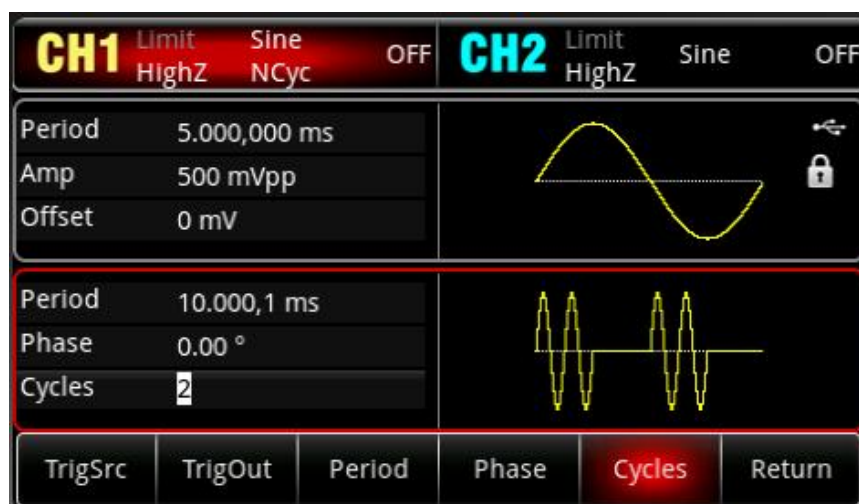 CH1 Limit Sine OFF CH2 Limit Sine OFF
HighZ NCyc HighZ
Period 5.000,000 ms
Amp 500 mVpp
Offset 0 mV
Period 10.000,1 ms
Phase 0.00 °
Cycles 2
TrigSrc TrigOut Period Phase Cycles Return